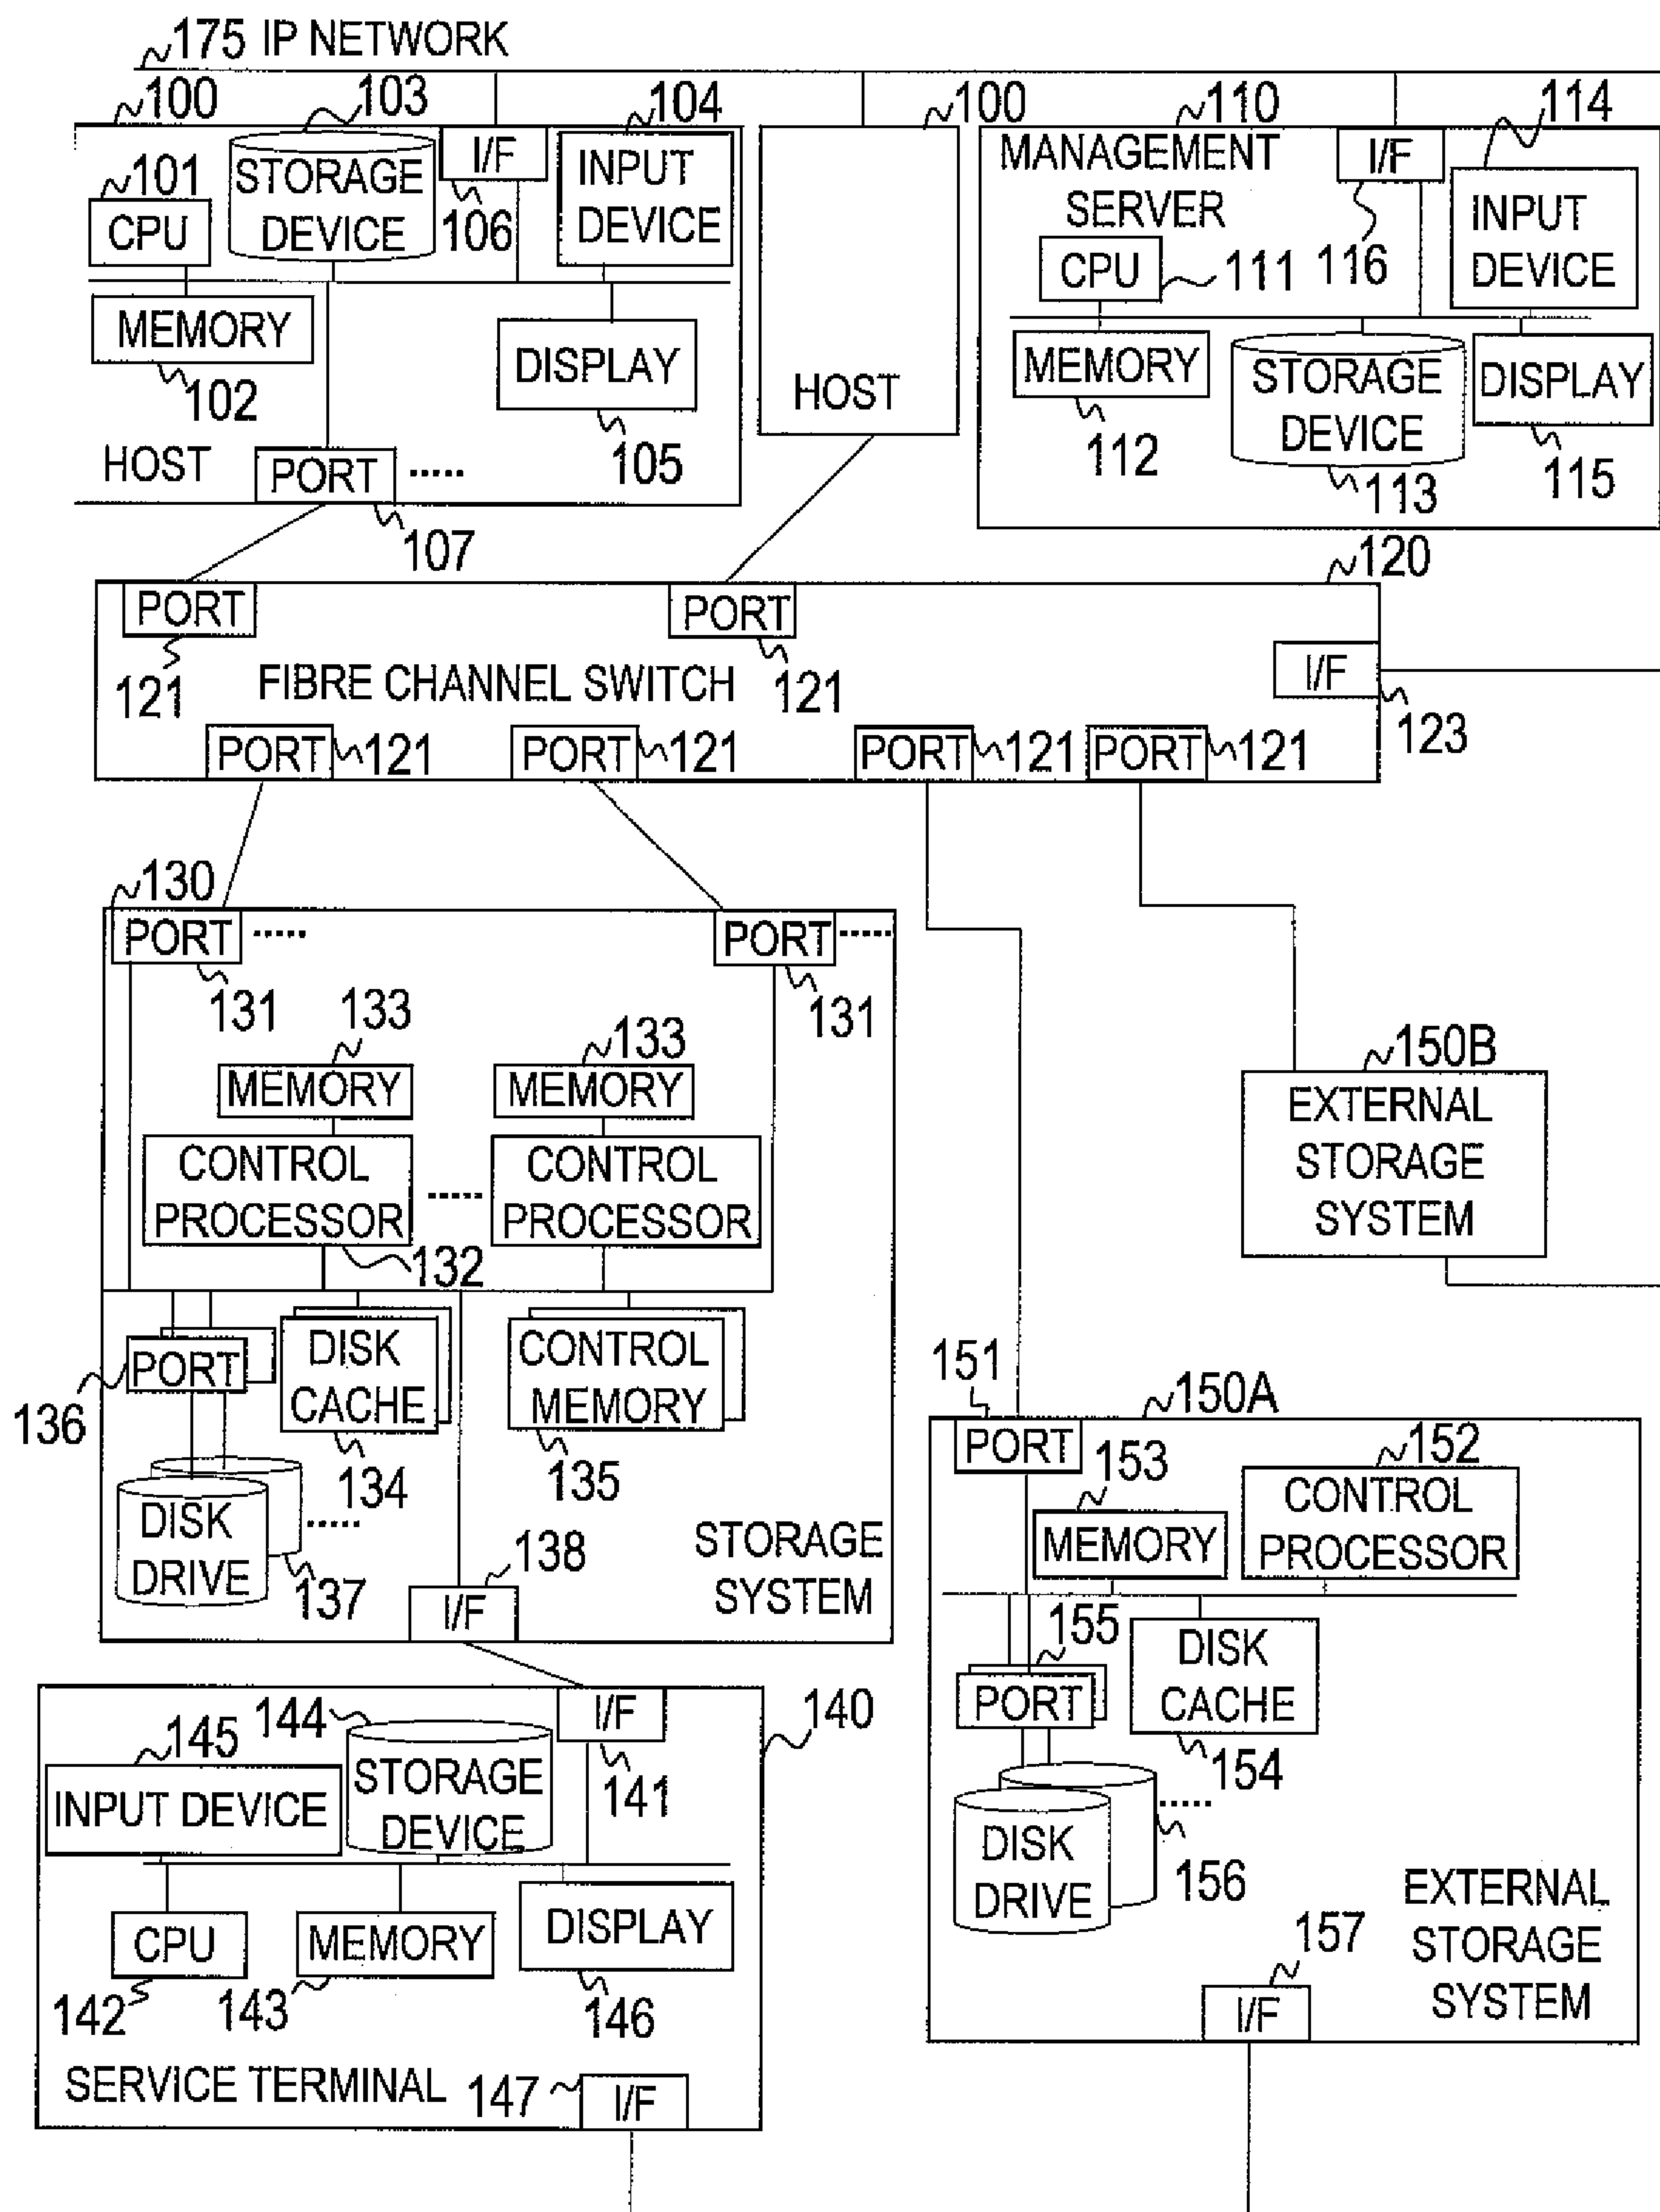 175 IP NETWORK
100
103
104
100
110
114
101
CPU
STORAGE
DEVICE
I/F
106
INPUT
DEVICE
MEMORY
102
DISPLAY
105
HOST
PORT
.....
107
HOST
MANAGEMENT
SERVER
I/F
116
INPUT
DEVICE
CPU
111
MEMORY
112
STORAGE
DEVICE
113
DISPLAY
115
120
PORT
121
PORT
121
FIBRE CHANNEL SWITCH
I/F
123
PORT
121
PORT
121
PORT
121
PORT
121
130
PORT
.....
131
PORT
.....
131
133
MEMORY
133
MEMORY
CONTROL
PROCESSOR
132
.....
CONTROL
PROCESSOR
PORT
136
DISK
CACHE
134
CONTROL
MEMORY
135
DISK
DRIVE
.....
137
138
I/F
STORAGE
SYSTEM
150B
EXTERNAL
STORAGE
SYSTEM
151
150A
PORT
153
MEMORY
152
CONTROL
PROCESSOR
155
PORT
DISK
CACHE
154
DISK
DRIVE
.....
156
EXTERNAL
STORAGE
SYSTEM
157
I/F
140
I/F
141
144
STORAGE
DEVICE
145
INPUT DEVICE
CPU
142
MEMORY
143
DISPLAY
146
SERVICE TERMINAL
147
I/F